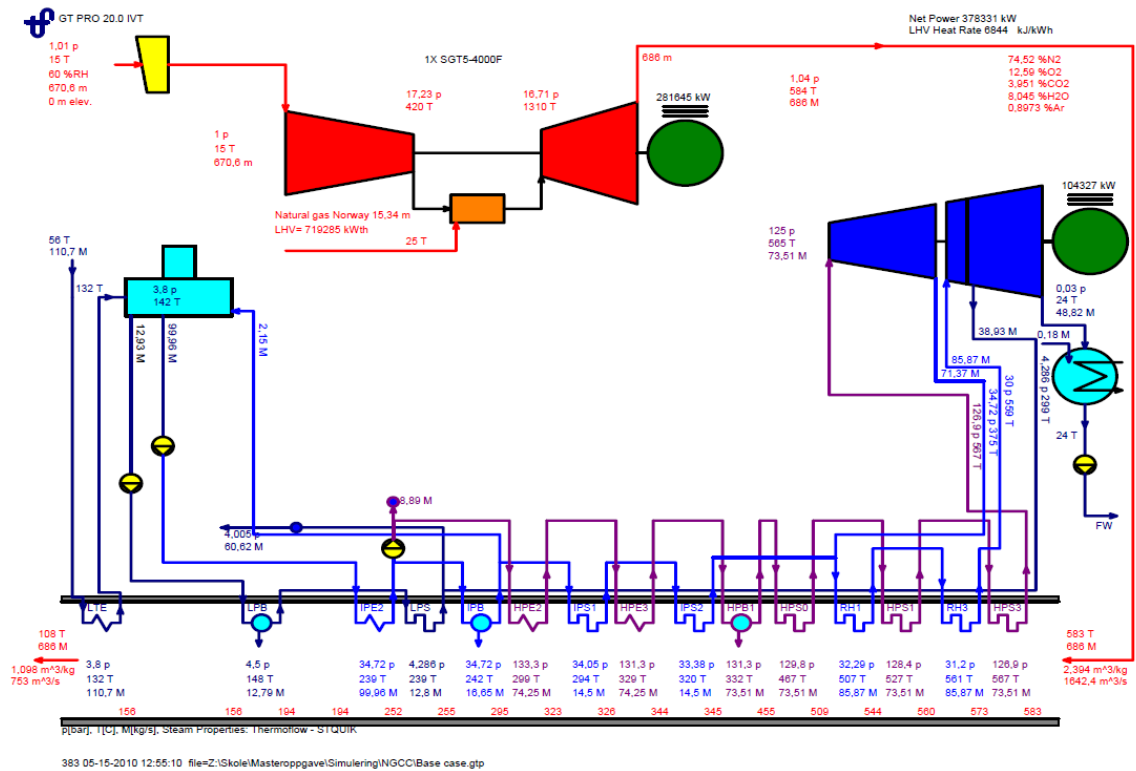 GT PRO 20.0 IVT
Net Power 378331 kW
LHV Heat Rate 6844 kJ/kWh
1,01 p
15 T
60 %RH
670,6 m
0 m elev.
1X SGT5-4000F
686 m
1,04 p
584 T
686 M
74,52 %N2
12,59 %O2
3,951 %CO2
8,045 %H2O
0,8973 %Ar
17,23 p
420 T
16,71 p
1310 T
281645 kW
1 p
15 T
670,6 m
104327 kW
Natural gas Norway 15,34 m
LHV= 719285 kWth
25 T
125 p
565 T
73,51 M
56 T
110,7 M
132 T
3,8 p
142 T
0,03 p
24 T
48,82 M
12,93 M
99,96 M
2,15 M
38,93 M
0,18 M
85,87 M
71,37 M
126,9 p 567 T
34,72 p 375 T
30 p 559 T
4,286 p 299 T
24 T
FW
8,89 M
4,005 p
60,62 M
LTE
LPB
IPE2
LPS
IPB
HPE2
IPS1
HPE3
IPS2
HPB1
HPS0
RH1
HPS1
RH3
HPS3
108 T
686 M
1,098 m^3/kg
753 m^3/s
583 T
686 M
2,394 m^3/kg
1642,4 m^3/s
3,8 p
132 T
110,7 M
4,5 p
148 T
12,79 M
34,72 p
239 T
99,96 M
4,286 p
239 T
12,8 M
34,72 p
242 T
16,65 M
133,3 p
299 T
74,25 M
34,05 p
294 T
14,5 M
131,3 p
329 T
74,25 M
33,38 p
320 T
14,5 M
131,3 p
332 T
73,51 M
129,8 p
467 T
73,51 M
32,29 p
507 T
85,87 M
128,4 p
527 T
73,51 M
31,2 p
561 T
85,87 M
126,9 p
567 T
73,51 M
156 156 194 194 252 255 295 323 326 344 345 455 509 544 560 573 583
p[bar], T[C], M[kg/s], Steam Properties: Thermoflow - STQUIK
383 05-15-2010 12:55:10 file=Z:\Skole\Masteroppgave\Simulering\NGCC\Base case.gtp